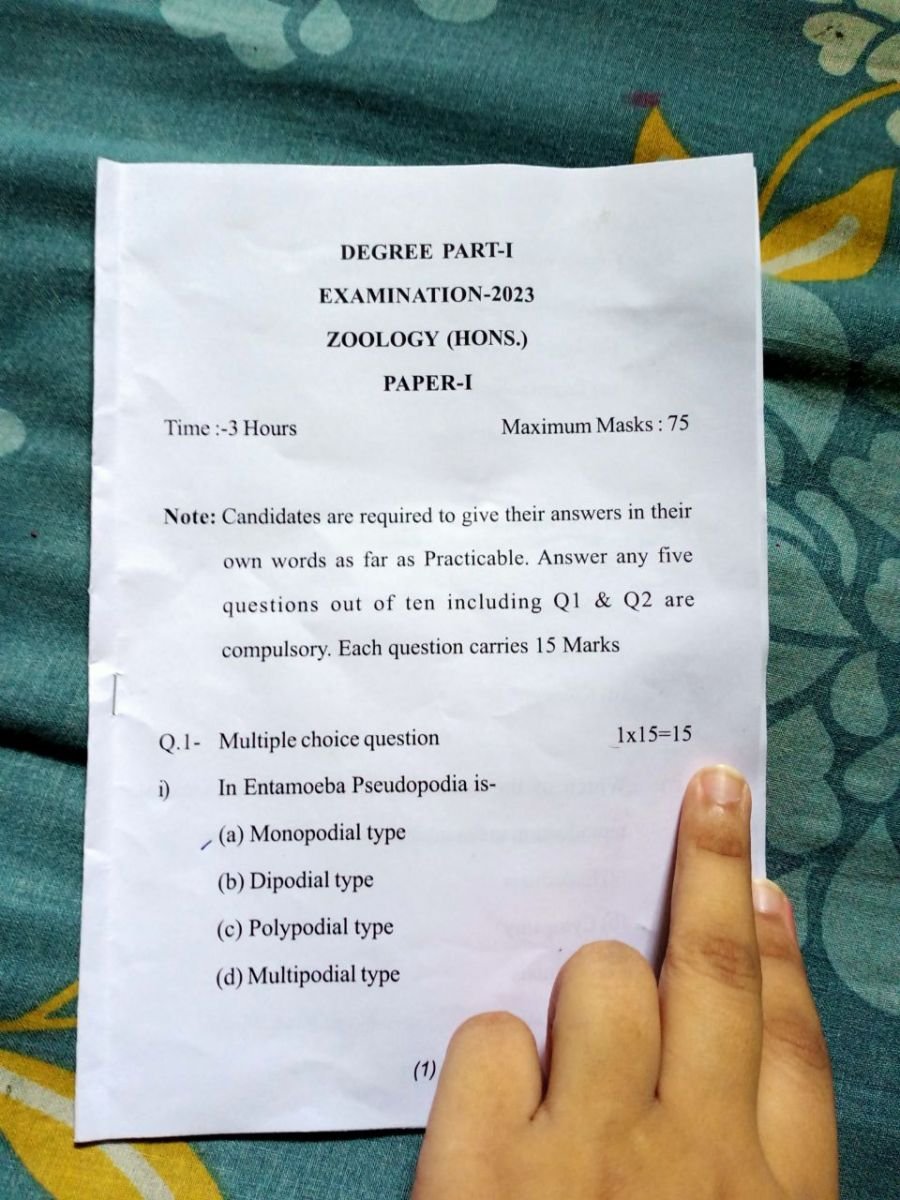 DEGREE PART-I
EXAMINATION-2023
ZOOLOGY (HONS.)
PAPER-I
Time :-3 Hours Maximum Masks : 75
Note: Candidates are required to give their answers in their
own words as far as Practicable. Answer any five
questions out of ten including Q1 & Q2 are
compulsory. Each question carries 15 Marks
Q.1- Multiple choice question 1x15=15
i) In Entamoeba Pseudopodia is-
(a) Monopodial type
(b) Dipodial type
(c) Polypodial type
(d) Multipodial type
(1)